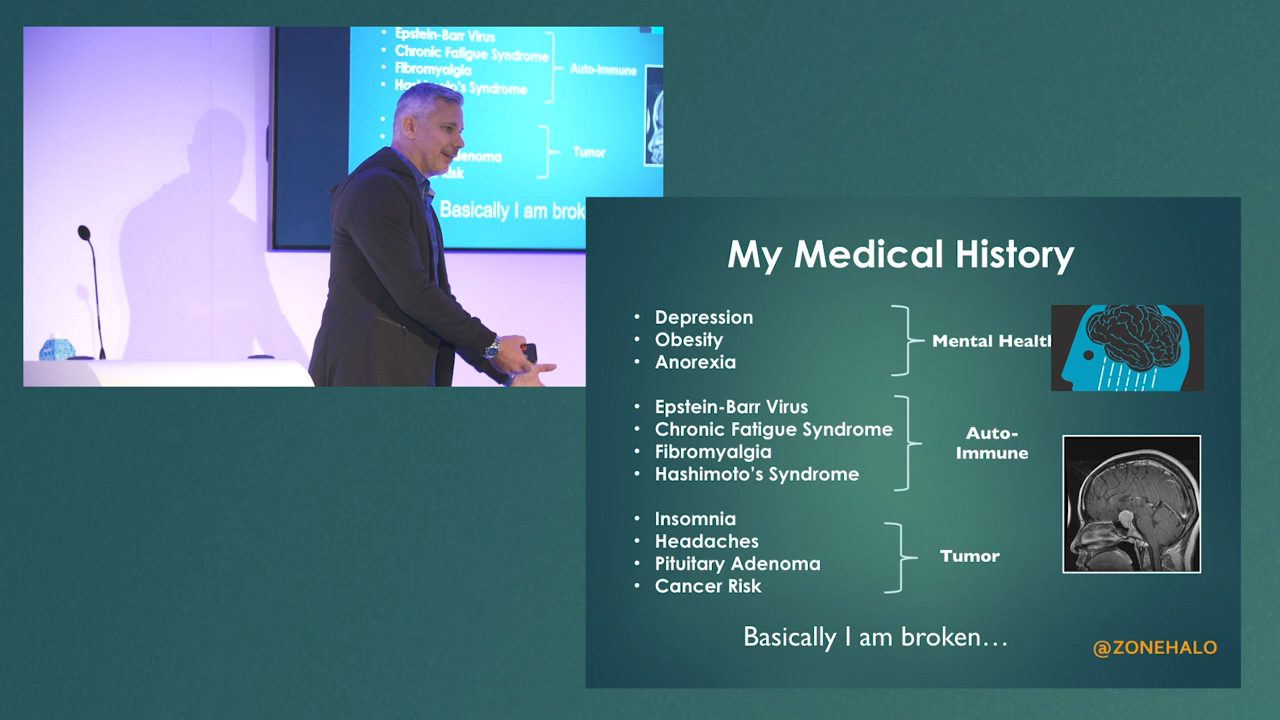 Epstein-Barr Virus
Chronic Fatigue Syndrome
Fibromyalgia
Auto-Immune
Syndrome
Tumor
Basically I am brok
My Medical History
• Depression
• Obesity
• Anorexia
Mental Health
• Epstein-Barr Virus
• Chronic Fatigue Syndrome
• Fibromyalgia
• Hashimoto's Syndrome
Auto-
Immune
• Insomnia
• Headaches
• Pituitary Adenoma
• Cancer Risk
Tumor
Basically I am broken…
@ZONEHALO